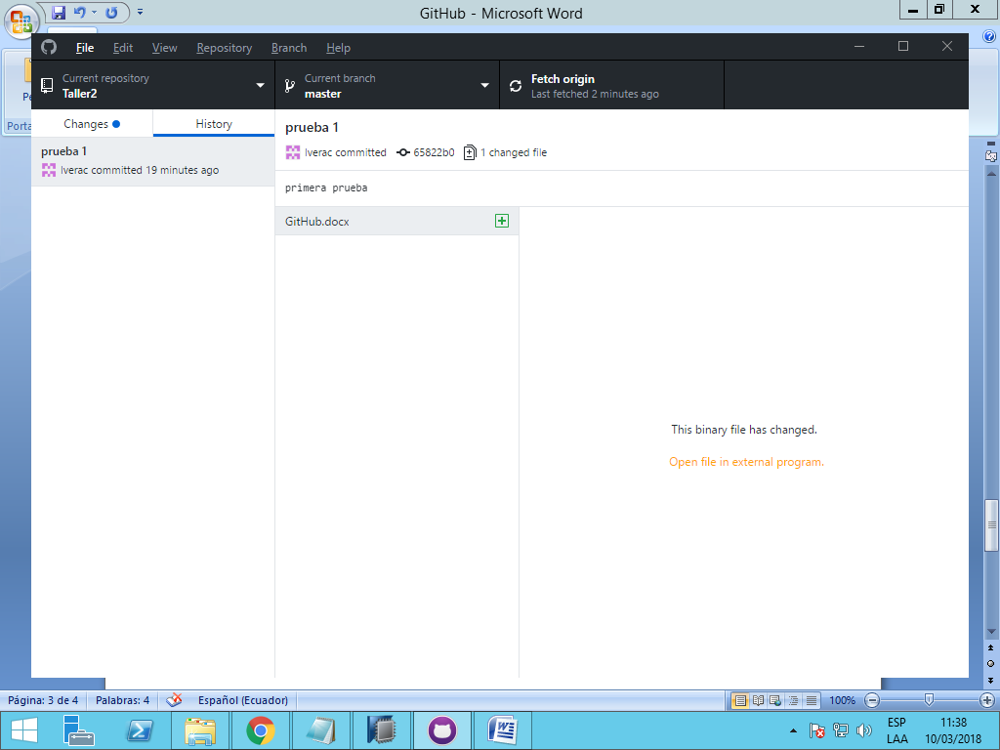 GitHub - Microsoft Word
File Edit View Repository Branch Help
Current repository
Taller2
Current branch
master
Fetch origin
Last fetched 2 minutes ago
Changes
History
prueba 1
lverac committed 19 minutes ago
prueba 1
lverac committed 65822b0 1 changed file
primera prueba
GitHub.docx
This binary file has changed.
Open file in external program.
Pe
Porta
Página: 3 de 4 Palabras: 4 Español (Ecuador) 100%
ESP
LAA
11:38
10/03/2018